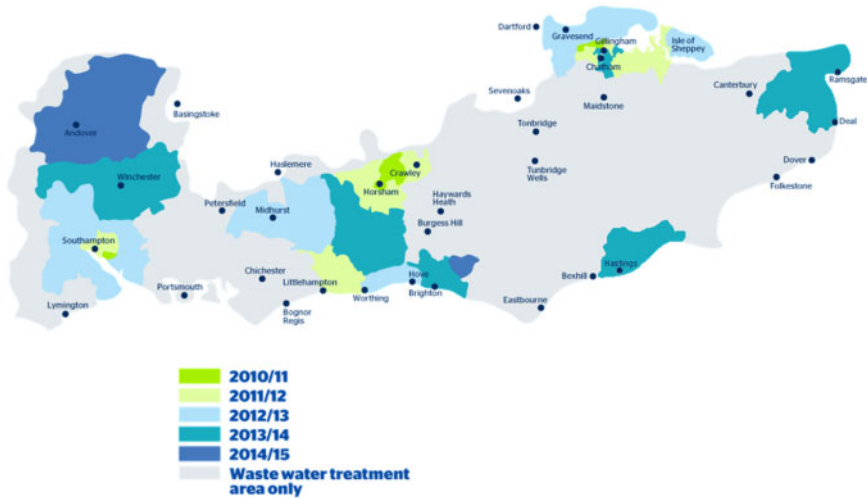 Dartford
Gravesend
Gillingham
Isle of
Sheppey
Chatham
Ramsgate
Sevenoaks
Canterbury
Maidstone
Basingstoke
Andover
Deal
Tonbridge
Haslemere
Crawley
Dover
Tunbridge
Wells
Winchester
Horsham
Folkestone
Haywards
Heath
Petersfield
Midhurst
Burgess Hill
Southampton
Chichester
Hove
Bexhill
Hastings
Portsmouth
Littlehampton
Worthing
Brighton
Eastbourne
Lymington
Bognor
Regis
2010/11
2011/12
2012/13
2013/14
2014/15
Waste water treatment
area only